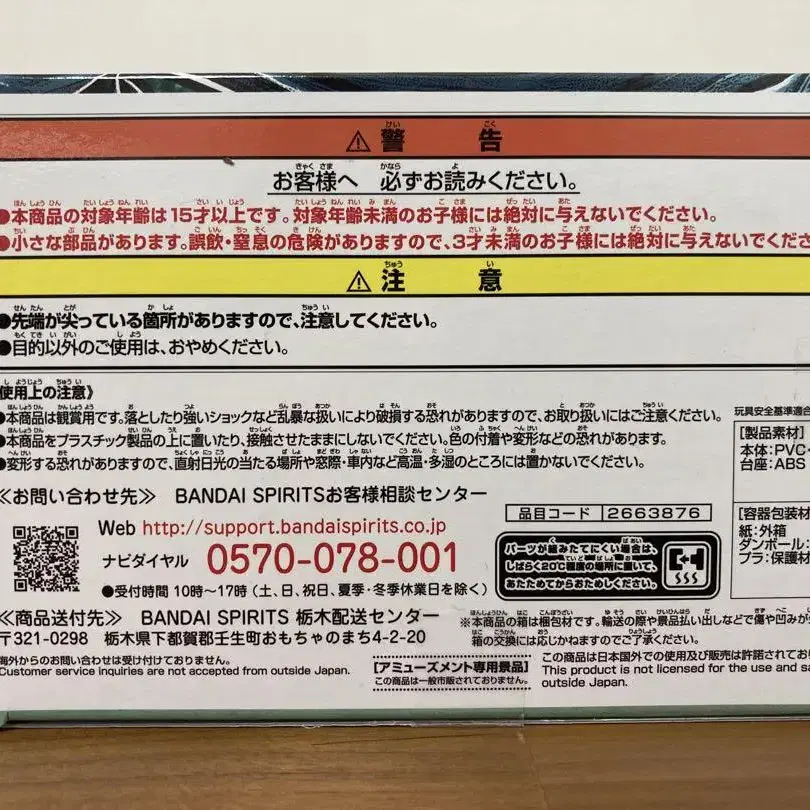 ⚠警告
お客様へ 必ずお読みください。
●本商品の対象年齢は15才以上です。対象年齢未満のお子様には絶対に与えないでください。
●小さな部品があります。誤飲・窒息の危険がありますので、3才未満のお子様には絶対に与えないでくださ
⚠注意
●先端が尖っている箇所がありますので、注意してください。
●目的以外のご使用は、おやめください。
使用上の注意》
●本商品は観賞用です。落としたり強いショックなど乱暴な扱いにより破損する恐れがありますので、お取り扱いにはご注意ください。
●本商品をプラスチック製品の上に置いたり、接触させたままにしないでください。色の付着や変形などの恐れがあります。
●変形する恐れがありますので、直射日光の当たる場所や窓際・車内など高温・多湿のところには置かないでください。
≪お問い合わせ先≫ BANDAI SPIRITSお客様相談センター
Web http://support.bandaispirits.co.jp
ナビダイヤル 0570-078-001
●受付時間 10時〜17時 (土、日、祝日、夏季・冬季休業日を除く)
≪商品送付先≫ BANDAI SPIRITS 栃木配送センター
〒321-0298 栃木県下都賀郡壬生町おもちゃのまち4-2-20
海外からのお問い合わせは受け付けておりません。
Customer service inquiries are not accepted from outside Japan.
品目コード 2663876
パーツが組みたてにくい場合は、
しばらく20℃程度の場所に置いて、
あたためてからおためしください。
※本商品の箱は梱包材です。輸送の際や景品払い出しなどで傷や凹みが
箱の交換には応じかねますのでご了承ください。
[アミューズメント専用景品]
この商品は一般市販されておりません。
この商品は日本国外での使用及び販売は許諾されており
This product is not licensed for the use and sa
outside Japan.
玩具安全基準適合
[製品素材]
本体:PVC・
台座:ABS
[容器包装材
紙:外箱
ダンボール:
プラ:保護材